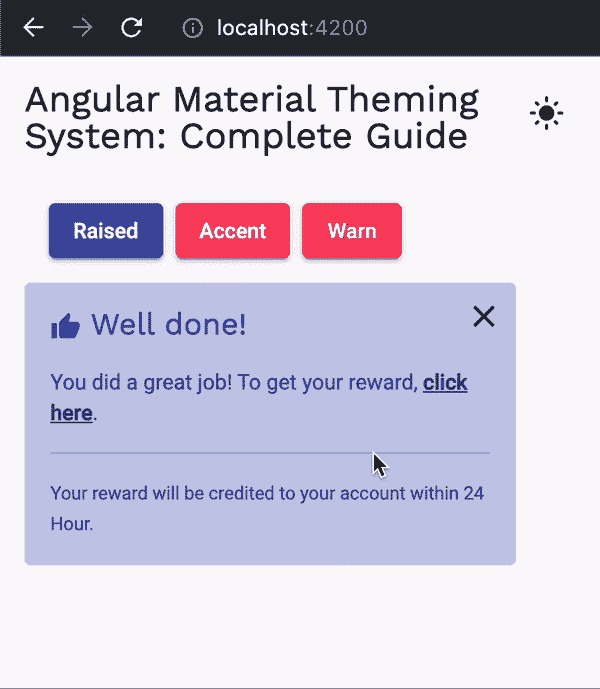 localhost:4200
Angular Material Theming
System: Complete Guide
Raised Accent Warn
Well done!
You did a great job! To get your reward, click
here.
Your reward will be credited to your account within 24
Hour.